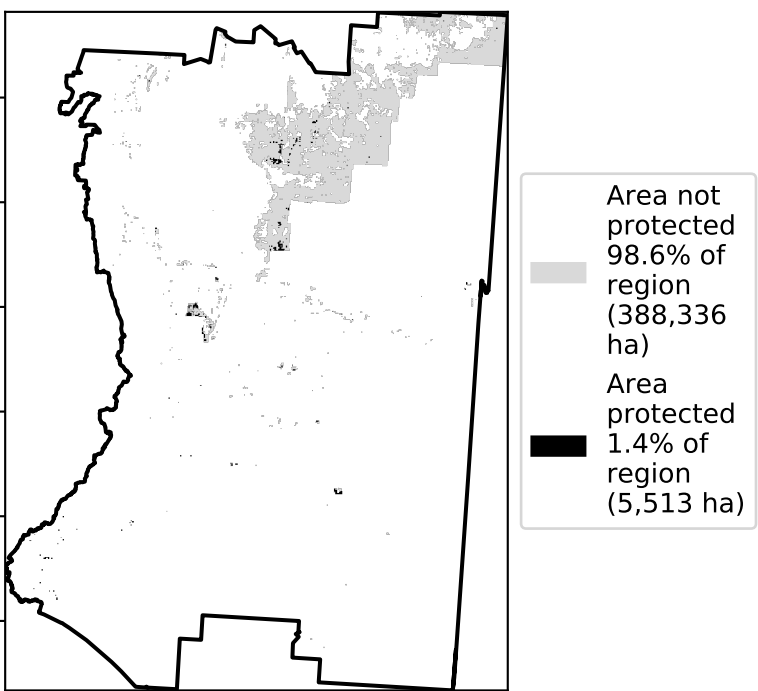 Area not
protected
98.6% of
region
(388,336
ha)
Area
protected
1.4% of
region
(5,513 ha)